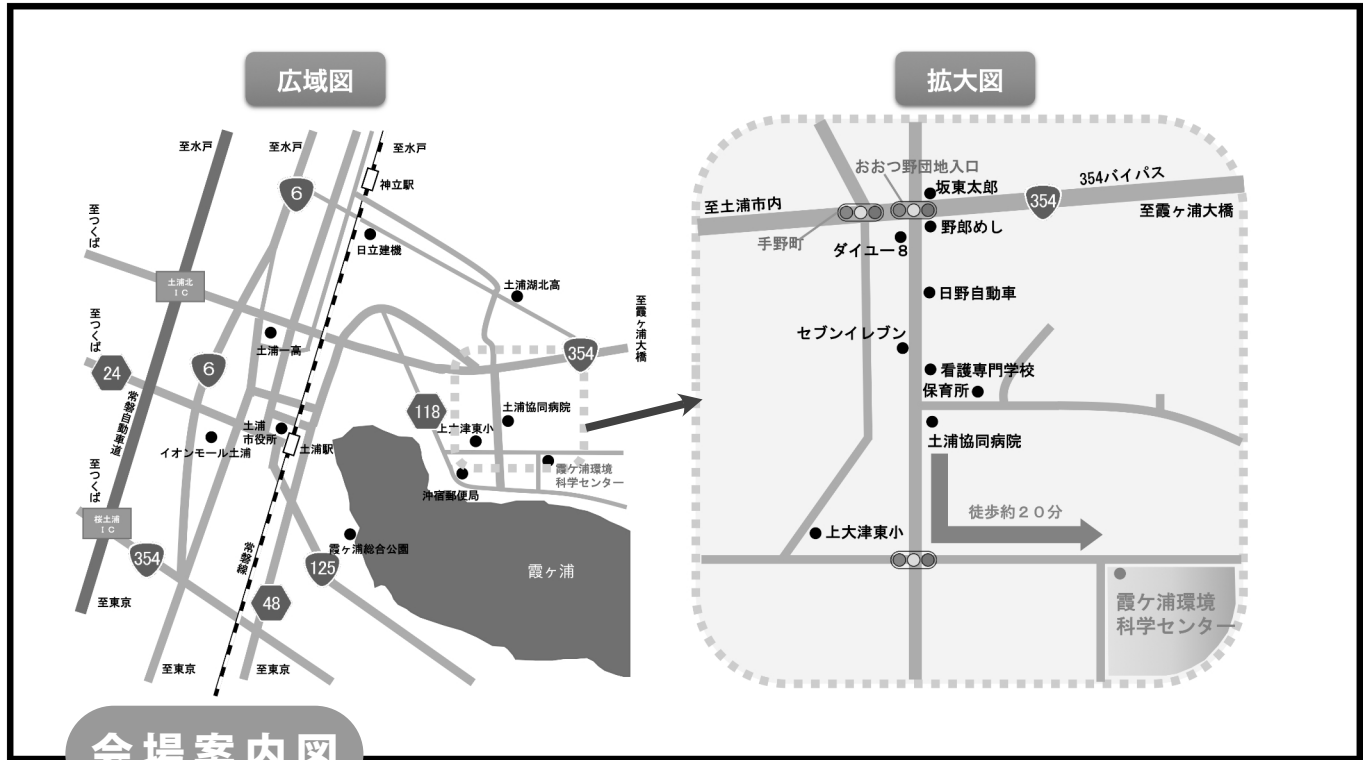 広域図
至水戸
至水戸
至水戸
6
神立駅
至つくば
日立建機
土浦北
IC
土浦湖北高
至霞ヶ浦大橋
至つくば
土浦一高
354
24
6
常磐自動車道
118
土浦協同病院
上大津東小
土浦
市役所
土浦駅
イオンモール土浦
至つくば
霞ケ浦環境
科学センター
沖宿郵便局
桜土浦
IC
霞ヶ浦総合公園
常磐線
354
125
霞ヶ浦
至東京
48
至東京
至東京
拡大図
おおつ野団地入口
坂東太郎
354バイパス
354
至土浦市内
至霞ヶ浦大橋
手野町
野郎めし
ダイユー8
日野自動車
セブンイレブン
看護専門学校
保育所
土浦協同病院
徒歩約20分
上大津東小
霞ケ浦環境
科学センター
会場案内図